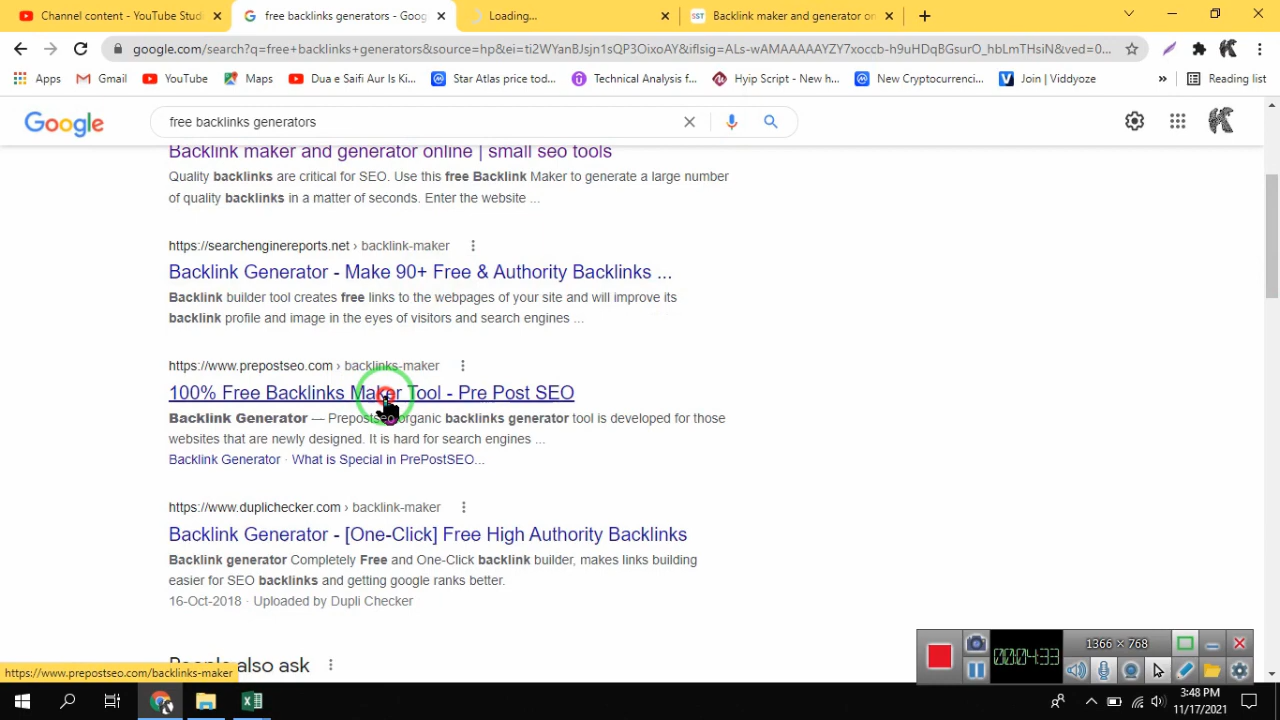 Channel content - YouTube Studio
free backlinks generators - Goog
Loading...
Backlink maker and generator on
google.com/search?q=free+backlinks+generators&source=hp&ei=ti2WYanBJsjn1sQP3OixoAY&iflsig=ALs-wAMAAAAAYZY7xoccb-h9uHDqBGsurO_hbLmTHsiN&ved=0...
Apps
Gmail
YouTube
Maps
Dua e Saifi Aur Is Ki...
Star Atlas price tod...
Technical Analysis f...
Hyip Script - New h...
New Cryptocurrenci...
Join | Viddyoze
»
Reading list
Google
free backlinks generators
Backlink maker and generator online | small seo tools
Quality backlinks are critical for SEO. Use this free Backlink Maker to generate a large number
of quality backlinks in a matter of seconds. Enter the website ...
https://searchenginereports.net › backlink-maker
Backlink Generator - Make 90+ Free & Authority Backlinks ...
Backlink builder tool creates free links to the webpages of your site and will improve its
backlink profile and image in the eyes of visitors and search engines ...
https://www.prepostseo.com › backlinks-maker
100% Free Backlinks Maker Tool - Pre Post SEO
Backlink Generator — Prepostseo organic backlinks generator tool is developed for those
websites that are newly designed. It is hard for search engines ...
Backlink Generator · What is Special in PrePostSEO...
https://www.duplichecker.com › backlink-maker
Backlink Generator - [One-Click] Free High Authority Backlinks
Backlink generator Completely Free and One-Click backlink builder, makes links building
easier for SEO backlinks and getting google ranks better.
16-Oct-2018 · Uploaded by Dupli Checker
People also ask
1366 × 768
00:04:33
https://www.prepostseo.com/backlinks-maker
3:48 PM
11/17/2021